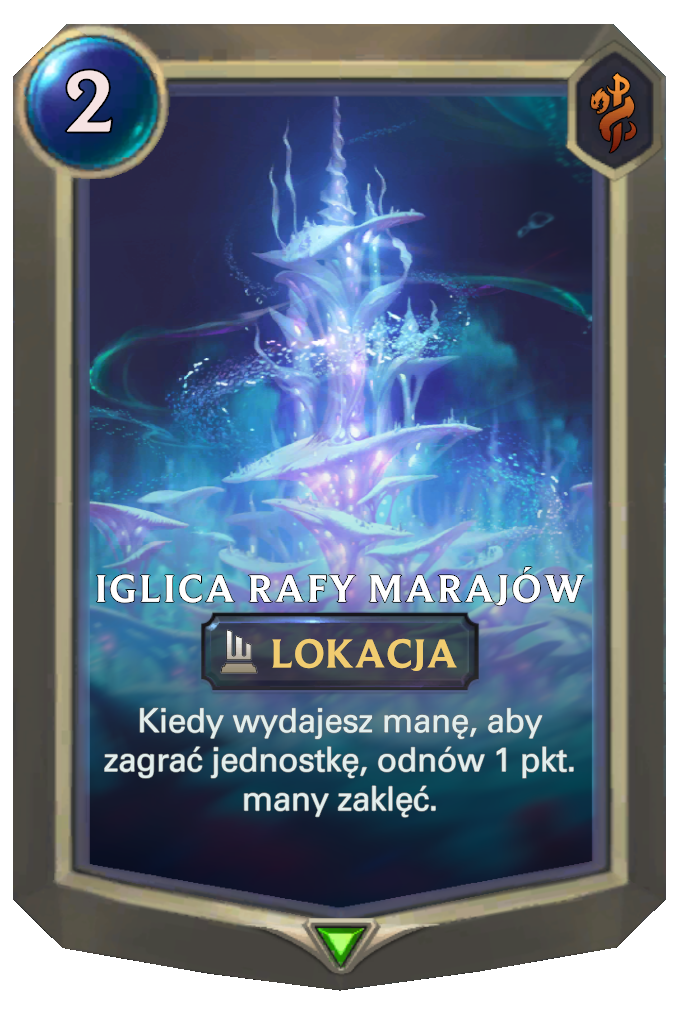 2
IGLICA RAFY MARAJÓW
LOKACJA
Kiedy wydajesz manę, aby
zagrać jednostkę, odnów 1 pkt.
many zaklęć.